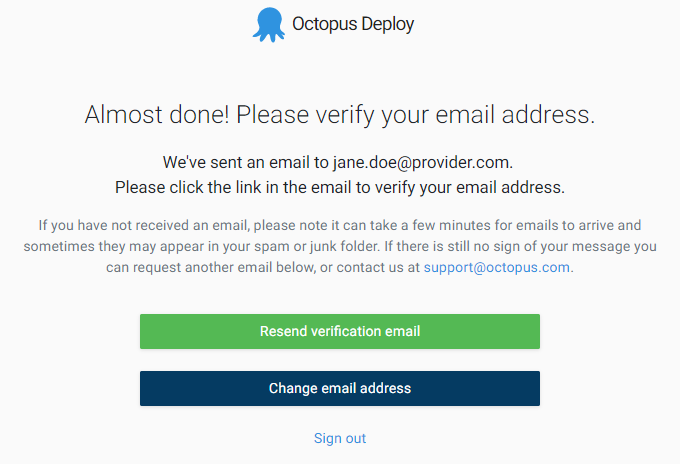 Octopus Deploy
Almost done! Please verify your email address.
We've sent an email to jane.doe@provider.com.
Please click the link in the email to verify your email address.
If you have not received an email, please note it can take a few minutes for emails to arrive and
sometimes they may appear in your spam or junk folder. If there is still no sign of your message you
can request another email below, or contact us at support@octopus.com.
Resend verification email
Change email address
Sign out